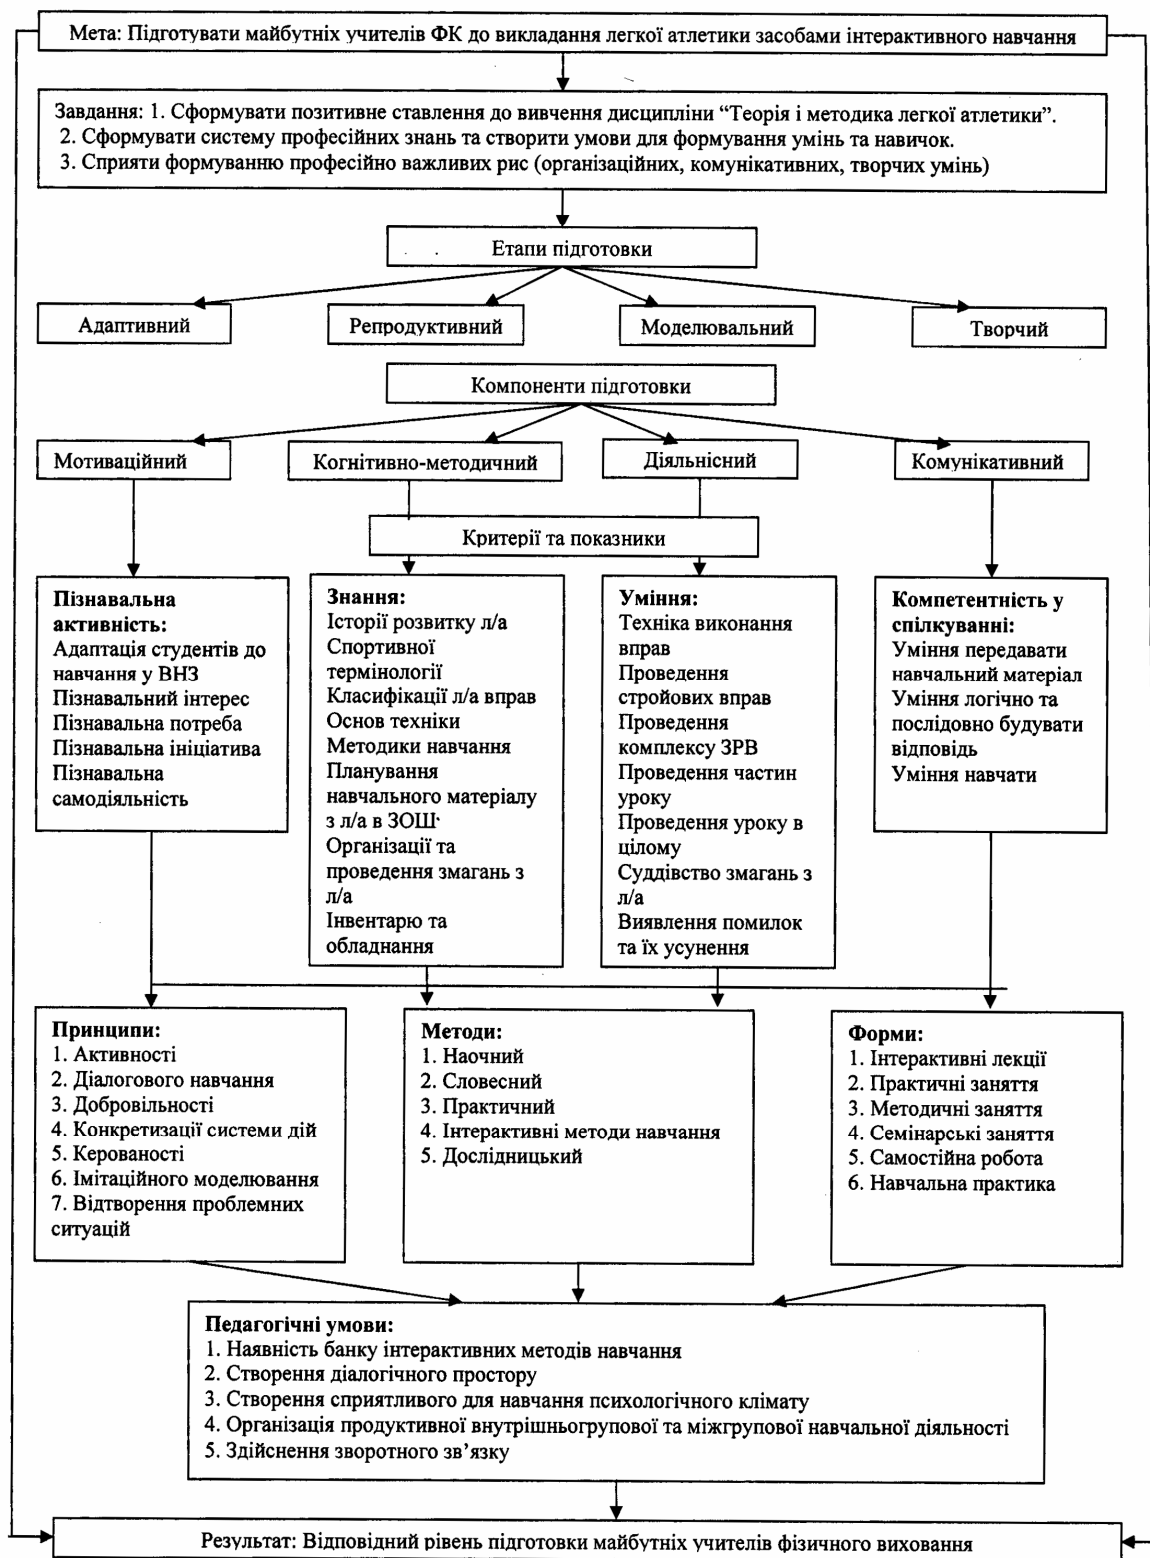 Мета: Підготувати майбутніх учителів ФК до викладання легкої атлетики засобами інтерактивного навчання
Завдання: 1. Сформувати позитивне ставлення до вивчення дисципліни “Теорія і методика легкої атлетики”.
2. Сформувати систему професійних знань та створити умови для формування умінь та навичок.
3. Сприяти формуванню професійно важливих рис (організаційних, комунікативних, творчих умінь)
Етапи підготовки
Адаптивний
Репродуктивний
Моделювальний
Творчий
Компоненти підготовки
Мотиваційний
Когнітивно-методичний
Діяльнісний
Комунікативний
Критерії та показники
Пізнавальна
активність:
Адаптація студентів до
навчання у ВНЗ
Пізнавальний інтерес
Пізнавальна потреба
Пізнавальна ініціатива
Пізнавальна
самодіяльність
Знання:
Історії розвитку л/а
Спортивної
термінології
Класифікації л/а вправ
Основ техніки
Методики навчання
Планування
навчального матеріалу
з л/а в ЗОШ
Організації та
проведення змагань з
л/а
Інвентарю та
обладнання
Уміння:
Техніка виконання
вправ
Проведення
стройових вправ
Проведення
комплексу ЗРВ
Проведення частин
уроку
Проведення уроку в
цілому
Суддівство змагань з
л/а
Виявлення помилок
та їх усунення
Компетентність у
спілкуванні:
Уміння передавати
навчальний матеріал
Уміння логічно та
послідовно будувати
відповідь
Уміння навчати
Принципи:
1. Активності
2. Діалогового навчання
3. Добровільності
4. Конкретизації системи дій
5. Керованості
6. Імітаційного моделювання
7. Відтворення проблемних
ситуацій
Методи:
1. Наочний
2. Словесний
3. Практичний
4. Інтерактивні методи навчання
5. Дослідницький
Форми:
1. Інтерактивні лекції
2. Практичні заняття
3. Методичні заняття
4. Семінарські заняття
5. Самостійна робота
6. Навчальна практика
Педагогічні умови:
1. Наявність банку інтерактивних методів навчання
2. Створення діалогічного простору
3. Створення сприятливого для навчання психологічного клімату
4. Організація продуктивної внутрішньогрупової та міжгрупової навчальної діяльності
5. Здійснення зворотного зв’язку
Результат: Відповідний рівень підготовки майбутніх учителів фізичного виховання